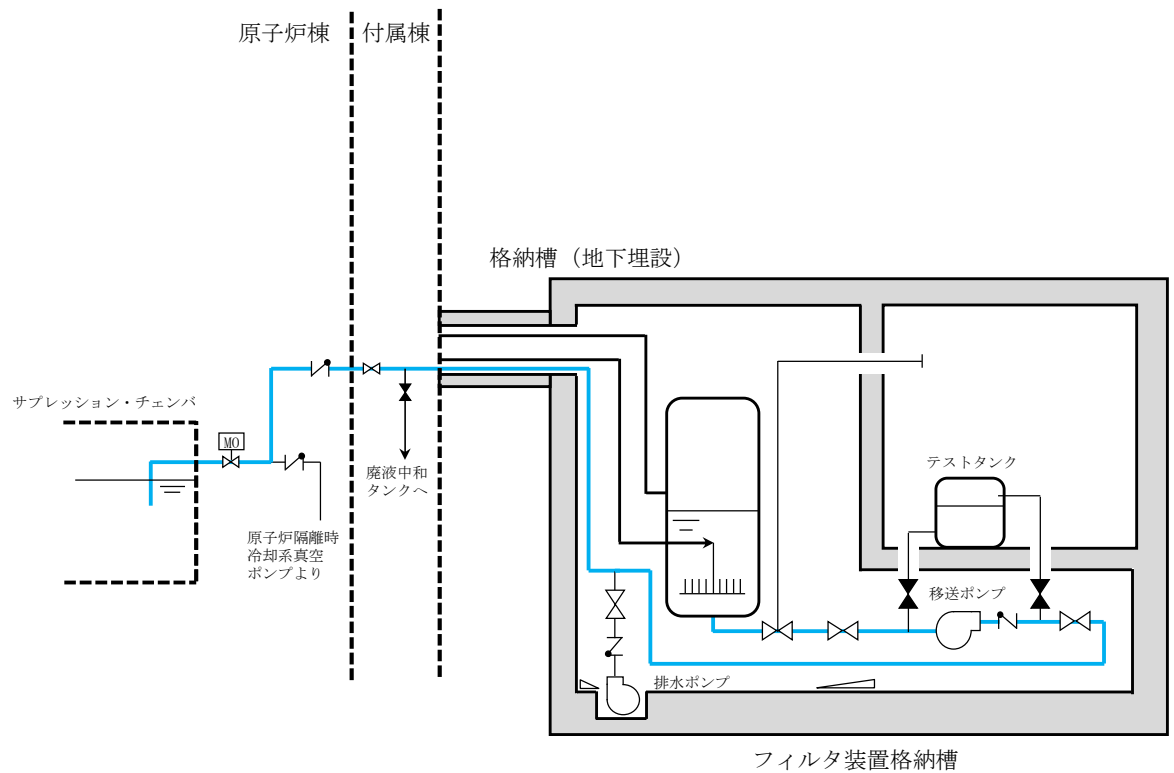 原子炉棟
付属棟
格納槽（地下埋設）
サプレッション・チェンバ
MO
廃液中和
タンクへ
原子炉隔離時
冷却系真空
ポンプより
テストタンク
移送ポンプ
排水ポンプ
フィルタ装置格納槽